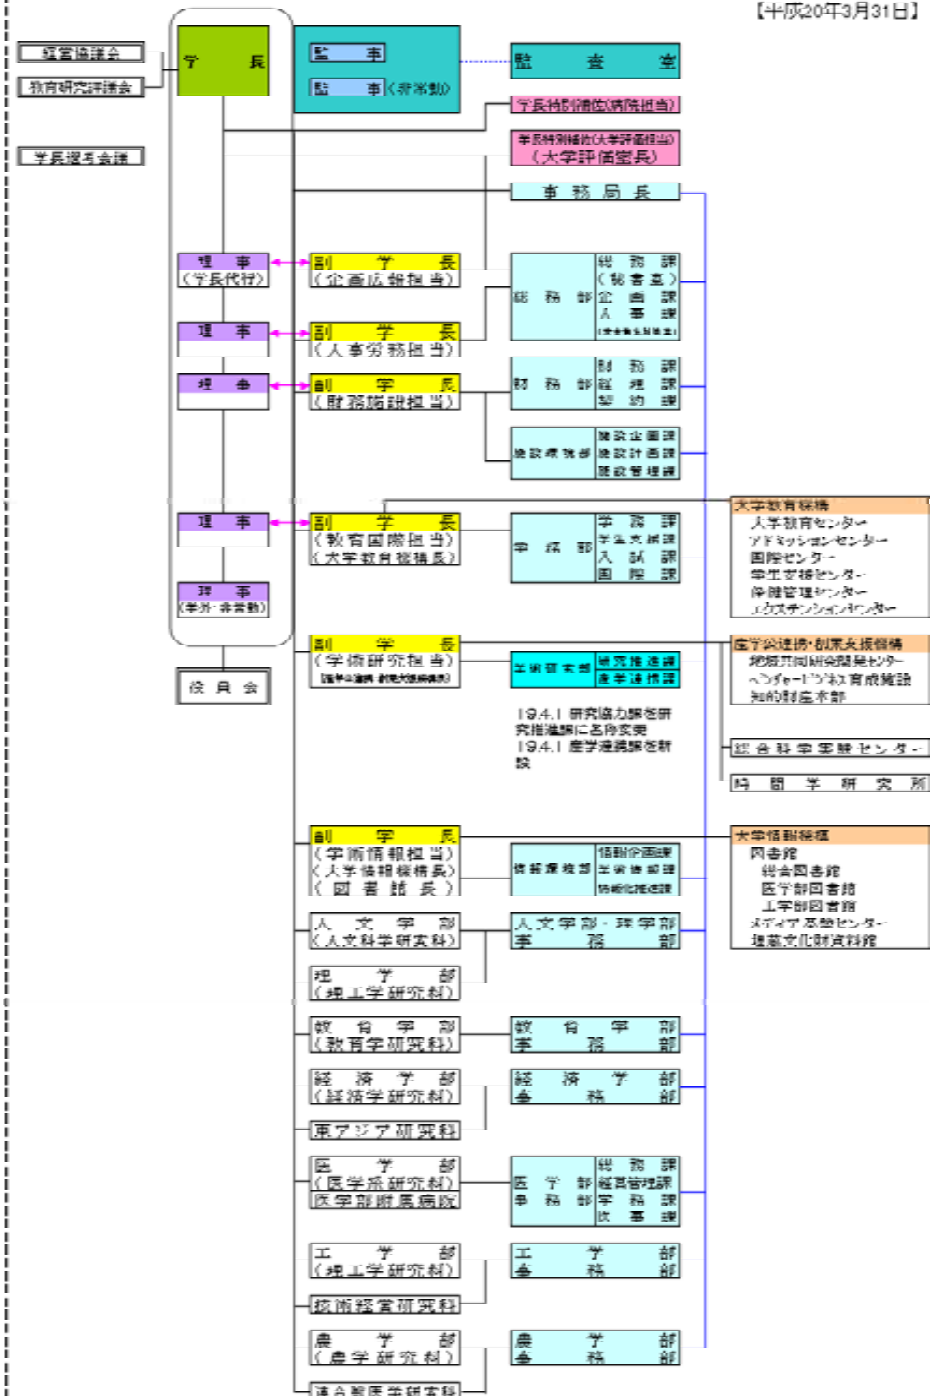 【平成20年3月31日】
経営協議会
教育研究評議会
学長選考会議
学 長
監 事
監 事(非常勤)
監 査 室
学長特別補佐(病院担当)
学長特別補佐(大学評価担当)
(大学評価室長)
事 務 局 長
理 事
(学長代行)
副 学 長
(企画広報担当)
総 務 部
総 務 課
(秘書室)
企 画 課
人 事 課
理 事
副 学 長
(人事労務担当)
理 事
副 学 長
(財務施設担当)
財 務 部
財 務 課
経 理 課
契 約 課
施設環境部
施設企画課
施設計画課
施設管理課
理 事
副 学 長
(教育国際担当)
(大学教育機構長)
学 務 部
学 務 課
学生支援課
入 試 課
国 際 課
大学教育機構
大学教育センター
アドミッションセンター
国際センター
学生支援センター
保健管理センター
エクステンションセンター
理 事
(学外・非常勤)
役 員 会
副 学 長
(学術研究担当)
(産学公連携・創業支援機構長)
学術研究部
研究推進課
産学連携課
19.4.1 研究協力課を研
究推進課に名称変更
19.4.1 産学連携課を新
設
産学公連携・創業支援機構
地域共同研究開発センター
ベンチャービジネス育成施設
知的財産本部
総合科学実験センター
時 間 学 研 究 所
副 学 長
(学術情報担当)
(大学情報機構長)
(図書館長)
情報環境部
情報企画課
学術情報課
情報化推進課
大学情報機構
図書館
総合図書館
医学部図書館
工学部図書館
メディア基盤センター
埋蔵文化財資料館
人 文 学 部
(人文科学研究科)
人文学部・理学部
事 務 部
理 学 部
(理工学研究科)
教 育 学 部
(教育学研究科)
教 育 学 部
事 務 部
経 済 学 部
(経済学研究科)
経 済 学 部
事 務 部
東アジア研究科
医 学 部
(医学系研究科)
医学部附属病院
医 学 部
事 務 部
総 務 課
経営管理課
学 務 課
医 事 課
工 学 部
(理工学研究科)
工 学 部
事 務 部
技術経営研究科
農 学 部
(農学研究科)
農 学 部
事 務 部
連合獣医学研究科